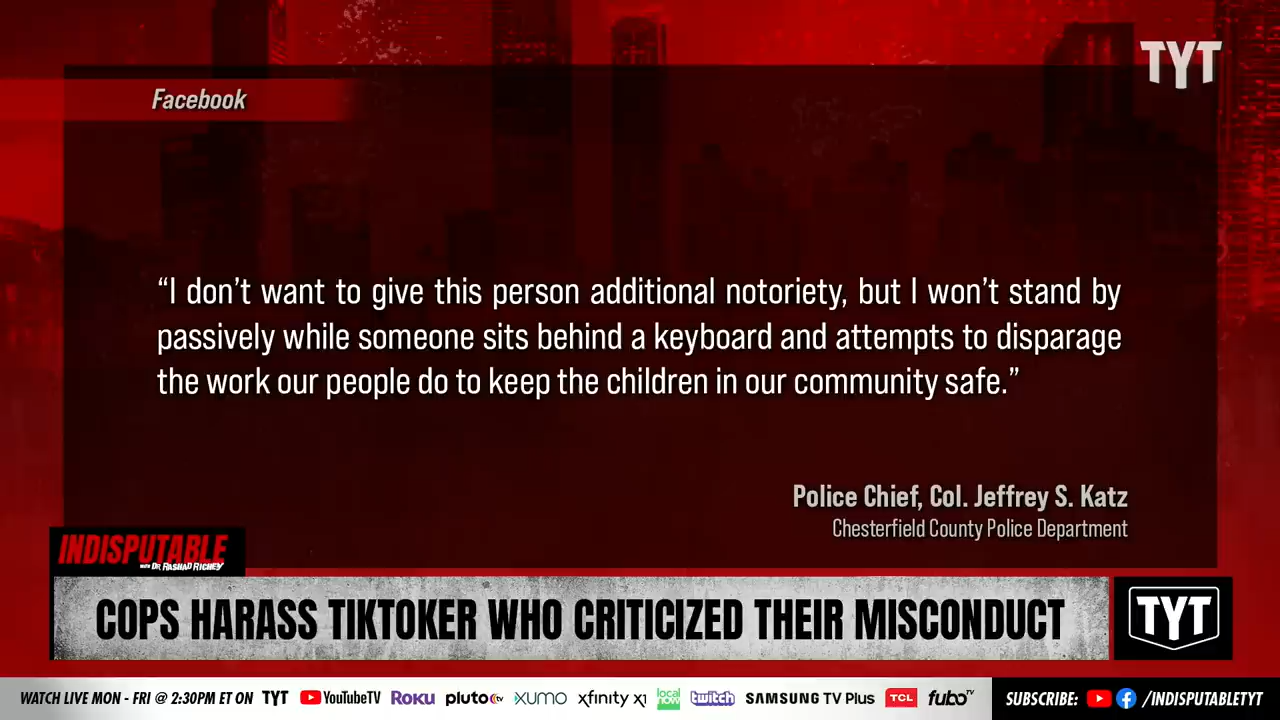 TYT
Facebook
“I don’t want to give this person additional notoriety, but I won’t stand by
passively while someone sits behind a keyboard and attempts to disparage
the work our people do to keep the children in our community safe.”
Police Chief, Col. Jeffrey S. Katz
Chesterfield County Police Department
INDISPUTABLE
WITH DR. RASHAD RICHEY
COPS HARASS TIKTOKER WHO CRITICIZED THEIR MISCONDUCT
TYT
WATCH LIVE MON - FRI @ 2:30PM ET ON TYT YouTubeTV ROKU pluto tv XUMO xfinity x1 local now twitch SAMSUNG TV Plus TCL fubo TV SUBSCRIBE: /INDISPUTABLETYT